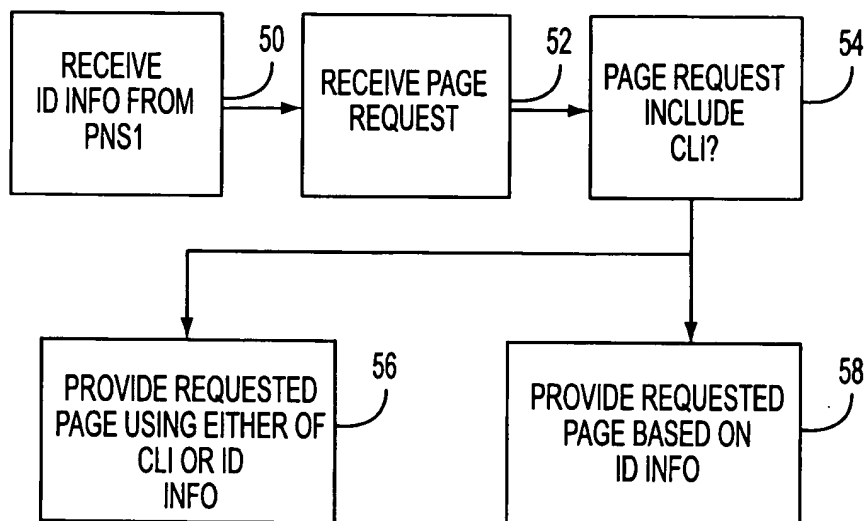 50
RECEIVE
ID INFO FROM
PNS1
52
RECEIVE PAGE
REQUEST
54
PAGE REQUEST
INCLUDE
CLI?
56
PROVIDE REQUESTED
PAGE USING EITHER OF
CLI OR ID
INFO
58
PROVIDE REQUESTED
PAGE BASED ON
ID INFO